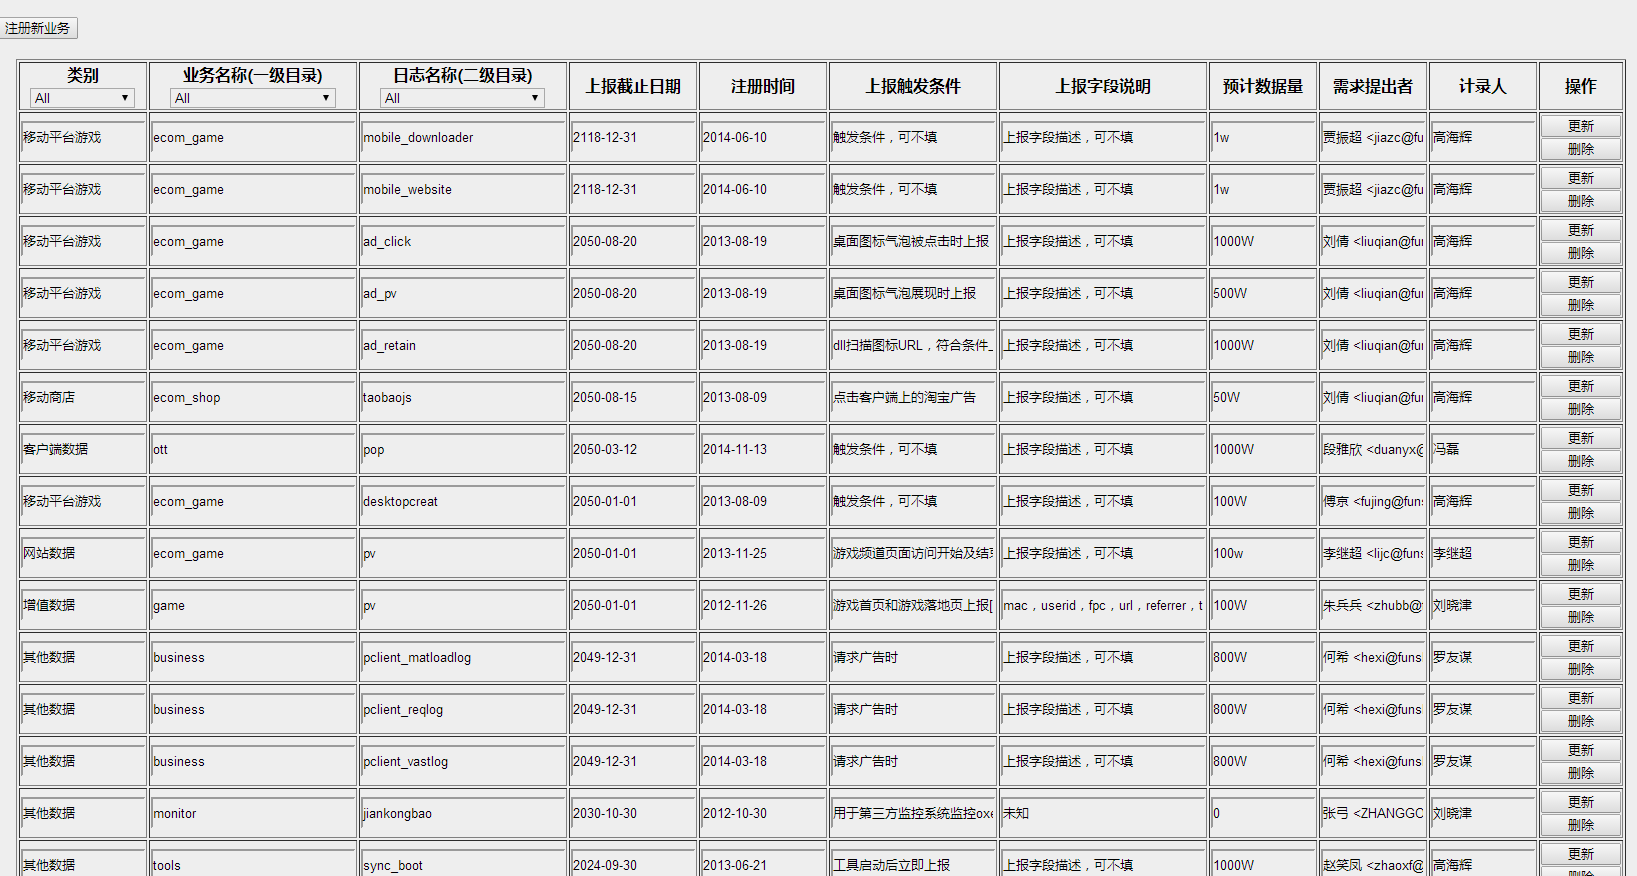 注册新业务
类别 业务名称(一级目录) 日志名称(二级目录) 上报截止日期 注册时间 上报触发条件 上报字段说明 预计数据量 需求提出者 计录人 操作
All All All
移动平台游戏 ecom_game mobile_downloader 2118-12-31 2014-06-10 触发条件，可不填 上报字段描述，可不填 1w 贾振超 <jiazc@fu 高海辉 更新
删除
移动平台游戏 ecom_game mobile_website 2118-12-31 2014-06-10 触发条件，可不填 上报字段描述，可不填 1w 贾振超 <jiazc@fu 高海辉 更新
删除
移动平台游戏 ecom_game ad_click 2050-08-20 2013-08-19 桌面图标气泡被点击时上报 上报字段描述，可不填 1000W 刘倩 <liuqian@fu 高海辉 更新
删除
移动平台游戏 ecom_game ad_pv 2050-08-20 2013-08-19 桌面图标气泡展现时上报 上报字段描述，可不填 500W 刘倩 <liuqian@fu 高海辉 更新
删除
移动平台游戏 ecom_game ad_retain 2050-08-20 2013-08-19 dll扫描图标URL，符合条件 上报字段描述，可不填 1000W 刘倩 <liuqian@fu 高海辉 更新
删除
移动商店 ecom_shop taobaojs 2050-08-15 2013-08-09 点击客户端上的淘宝广告 上报字段描述，可不填 50W 刘倩 <liuqian@fu 高海辉 更新
删除
客户端数据 ott pop 2050-03-12 2014-11-13 触发条件，可不填 上报字段描述，可不填 1000W 段雅欣 <duanyx@ 冯磊 更新
删除
移动平台游戏 ecom_game desktopcreat 2050-01-01 2013-08-09 触发条件，可不填 上报字段描述，可不填 100W 傅京 <fujing@fun 高海辉 更新
删除
网站数据 ecom_game pv 2050-01-01 2013-11-25 游戏频道页面访问开始及结 上报字段描述，可不填 100w 李继超 <lijc@funs 李继超 更新
删除
增值数据 game pv 2050-01-01 2012-11-26 游戏首页和游戏落地页上报[ mac，userid，fpc，url，referrer，t 100W 朱兵兵 <zhubb@ 刘晓津 更新
删除
其他数据 business pclient_matloadlog 2049-12-31 2014-03-18 请求广告时 上报字段描述，可不填 800W 何希 <hexi@funs 罗友谋 更新
删除
其他数据 business pclient_reqlog 2049-12-31 2014-03-18 请求广告时 上报字段描述，可不填 800W 何希 <hexi@funs 罗友谋 更新
删除
其他数据 business pclient_vastlog 2049-12-31 2014-03-18 请求广告时 上报字段描述，可不填 800W 何希 <hexi@funs 罗友谋 更新
删除
其他数据 monitor jiankongbao 2030-10-30 2012-10-30 用于第三方监控系统监控oxe 未知 0 张弓 <ZHANGGO 刘晓津 更新
删除
其他数据 tools sync_boot 2024-09-30 2013-06-21 工具启动后立即上报 上报字段描述，可不填 1000W 赵笑凤 <zhaoxf@ 高海辉 更新